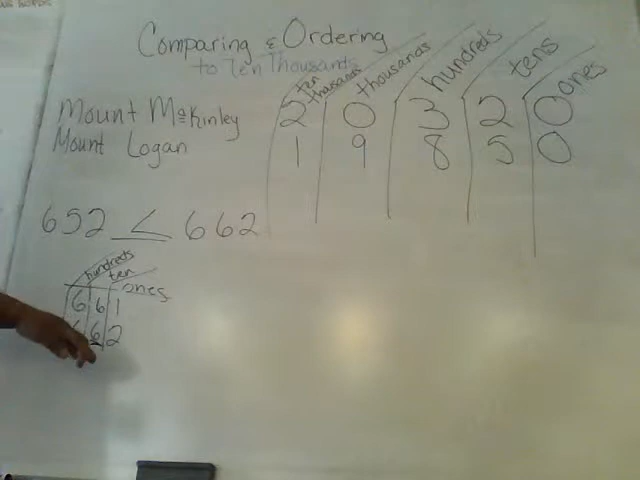 Comparing & Ordering
to Ten Thousands
ten thousands thousands hundreds tens ones
Mount McKinley 2 0 3 2 0
Mount Logan 1 9 8 5 0
652 < 662
hundreds ten ones
6 6 1
6 6 2